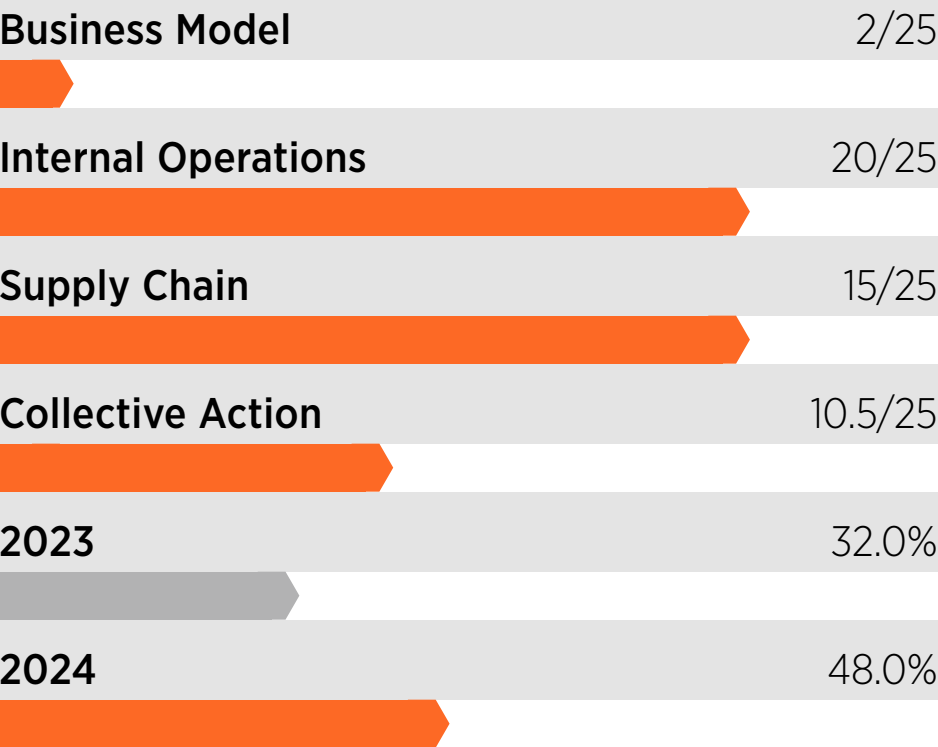 Business Model 2/25
Internal Operations 20/25
Supply Chain 15/25
Collective Action 10.5/25
2023 32.0%
2024 48.0%